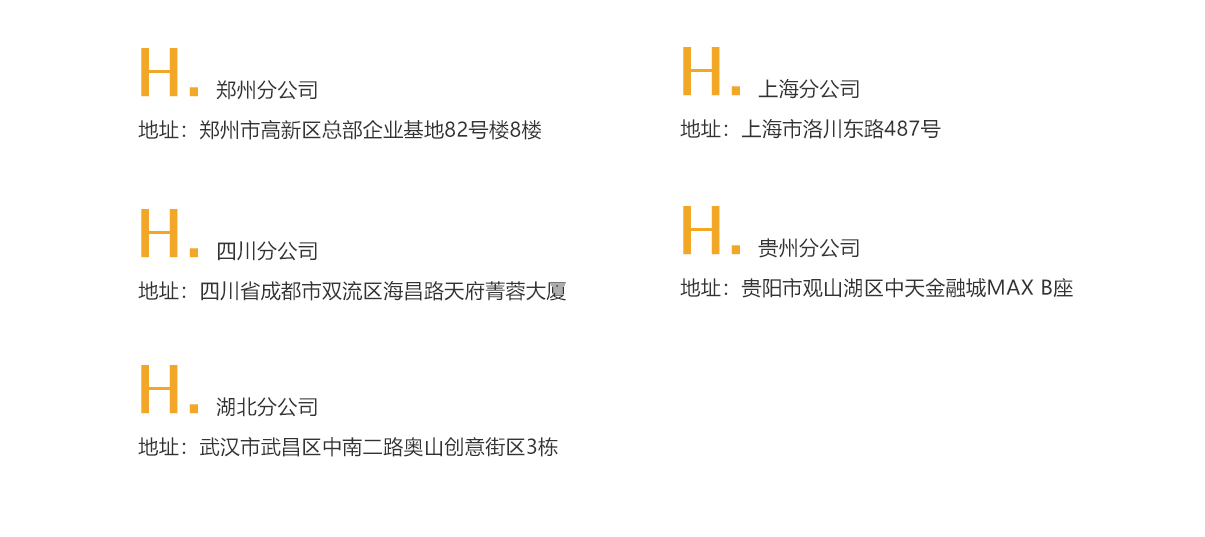 H. 郑州分公司
地址：郑州市高新区总部企业基地82号楼8楼
H. 上海分公司
地址：上海市洛川东路487号
H. 四川分公司
地址：四川省成都市双流区海昌路天府菁蓉大厦
H. 贵州分公司
地址：贵阳市观山湖区中天金融城MAX B座
H. 湖北分公司
地址：武汉市武昌区中南二路奥山创意街区3栋